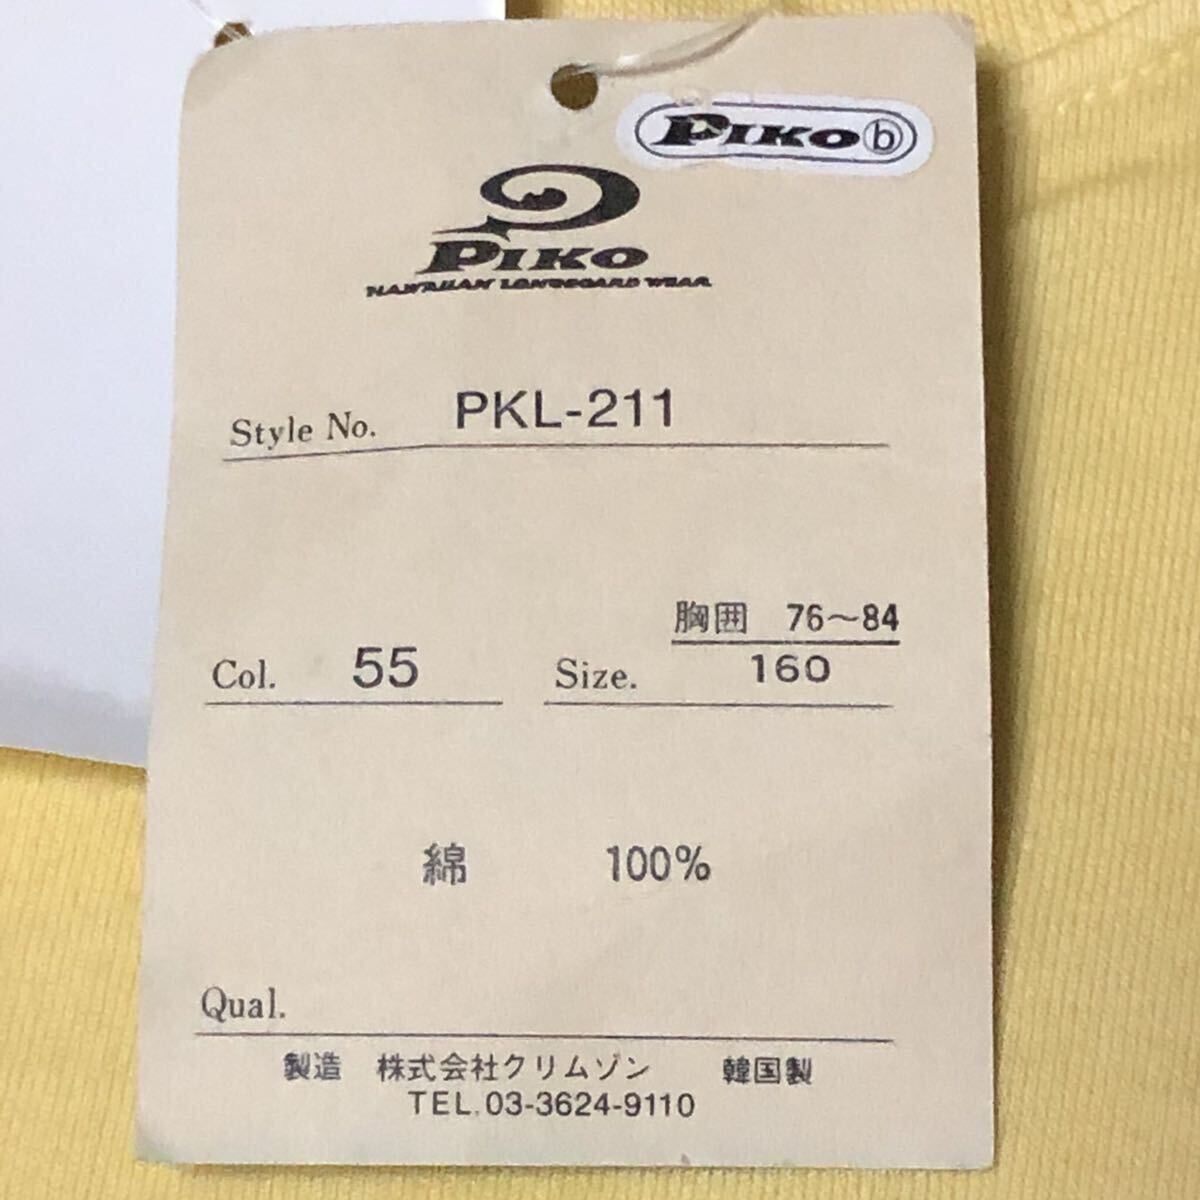 PIKO b
PIKO
HAWAIIAN LONGBOARD WEAR
Style No. PKL-211
胸囲 76〜84
Col. 55 Size. 160
綿 100%
Qual.
製造 株式会社クリムゾン 韓国製
TEL.03-3624-9110